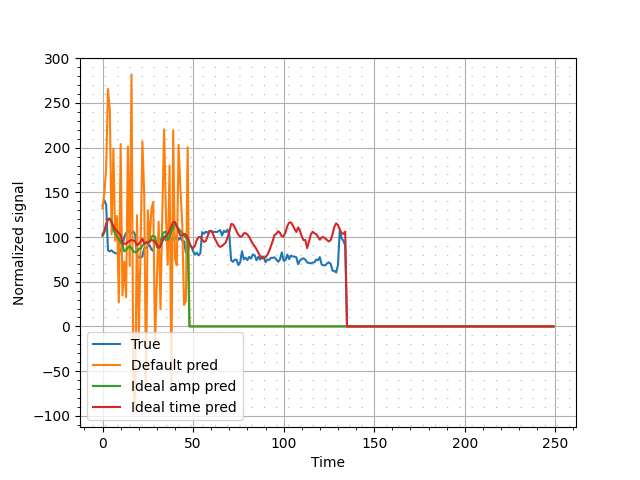 300
250
200
150
100
50
0
−50
−100
Normalized signal
True
Default pred
Ideal amp pred
Ideal time pred
0 50 100 150 200 250
Time